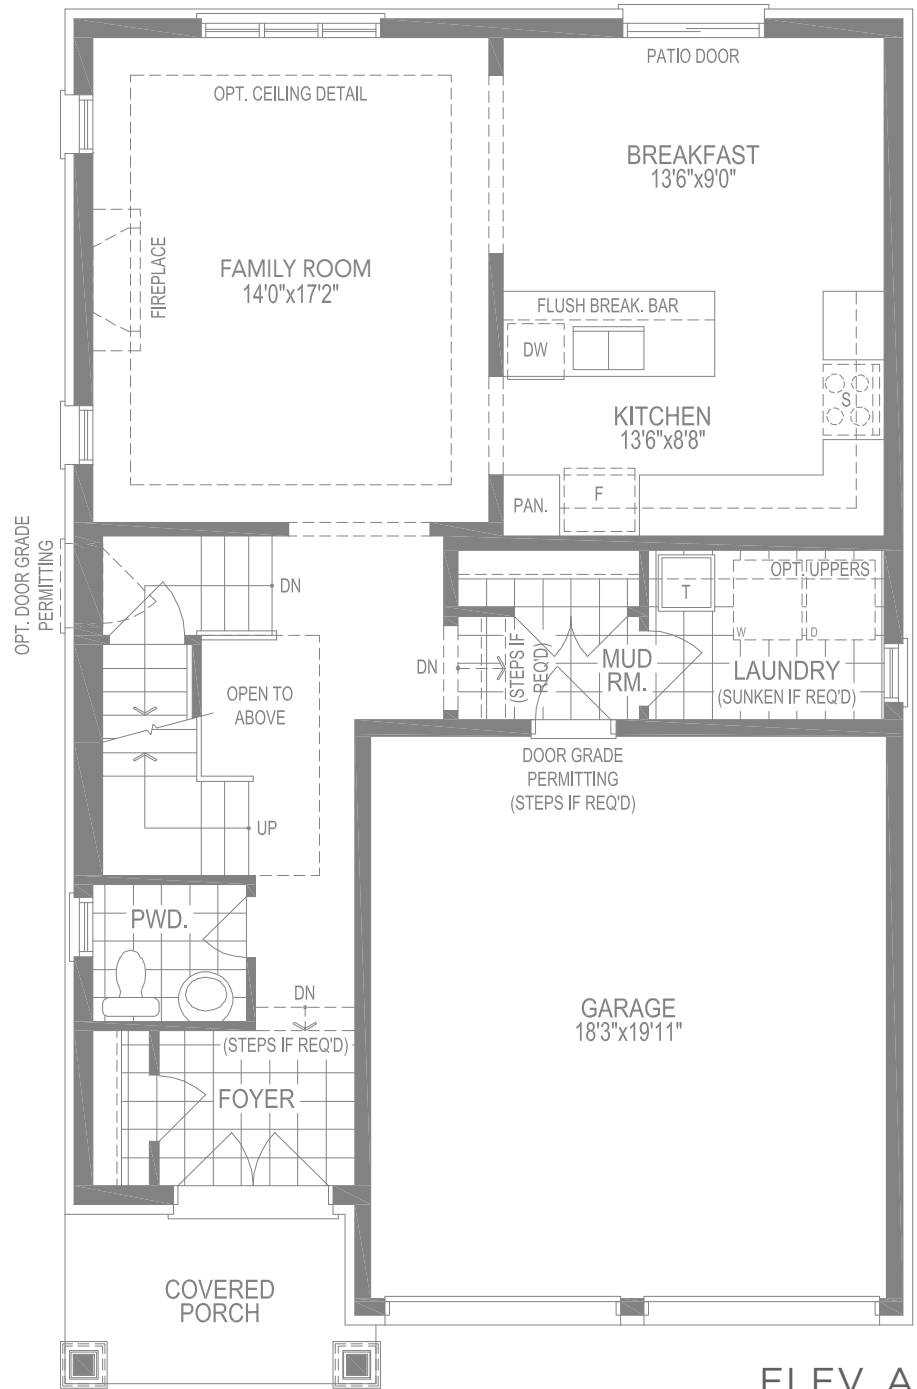 PATIO DOOR
OPT. CEILING DETAIL
BREAKFAST
13'6"x9'0"
FAMILY ROOM
14'0"x17'2"
FIREPLACE
FLUSH BREAK. BAR
DW
S
KITCHEN
13'6"x8'8"
PAN.
F
OPT. DOOR GRADE
PERMITTING
DN
T
OPT. UPPERS
W
D
DN
(STEPS IF
REQ'D)
MUD
RM.
LAUNDRY
(SUNKEN IF REQ'D)
OPEN TO
ABOVE
DOOR GRADE
PERMITTING
(STEPS IF REQ'D)
UP
PWD.
DN
(STEPS IF REQ'D)
GARAGE
18'3"x19'11"
FOYER
COVERED
PORCH
ELEV. A